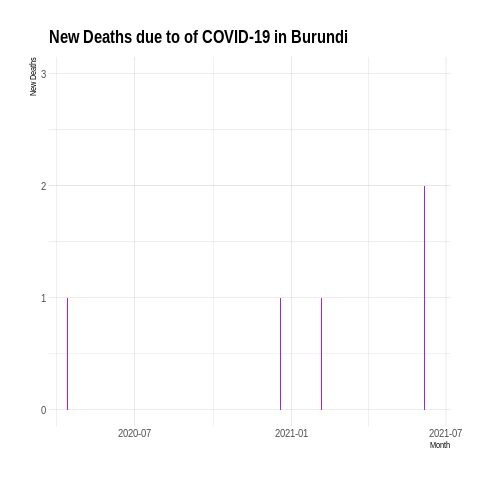 New Deaths due to of COVID-19 in Burundi
New Deaths
3
2
1
0
2020-07
2021-01
2021-07
Month